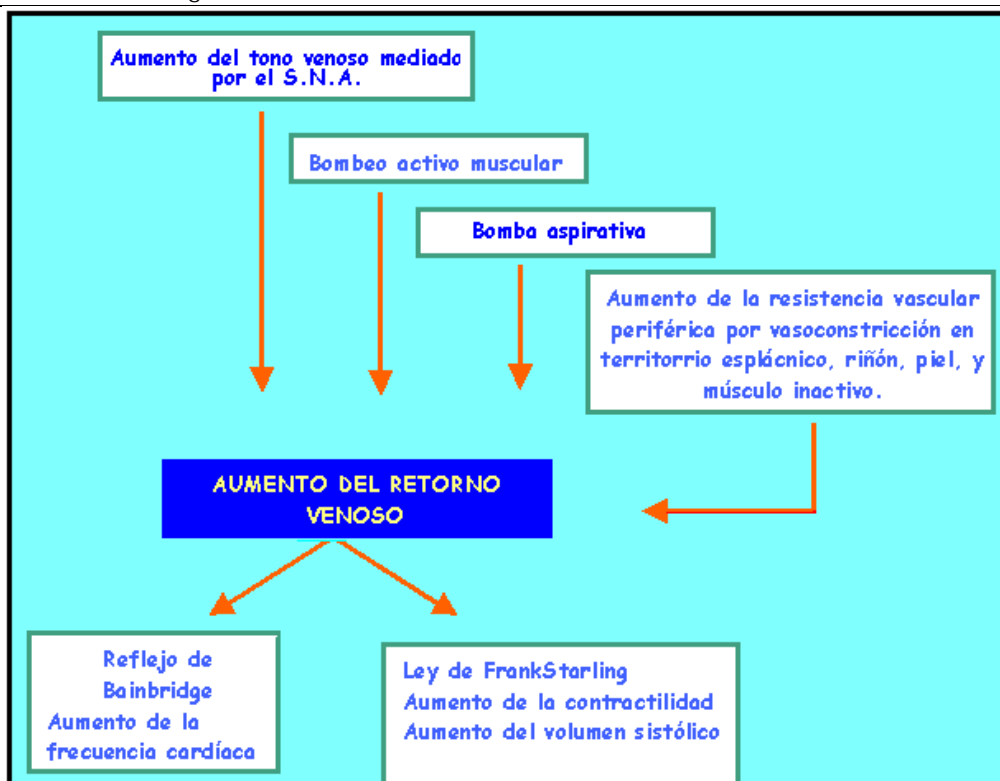 Aumento del tono venoso mediado
por el S.N.A.
Bombeo activo muscular
Bomba aspirativa
Aumento de la resistencia vascular
periférica por vasoconstricción en
territorrio esplácnico, riñón, piel, y
músculo inactivo.
AUMENTO DEL RETORNO
VENOSO
Reflejo de
Bainbridge
Aumento de la
frecuencia cardíaca
Ley de FrankStarling
Aumento de la contractilidad
Aumento del volumen sistólico